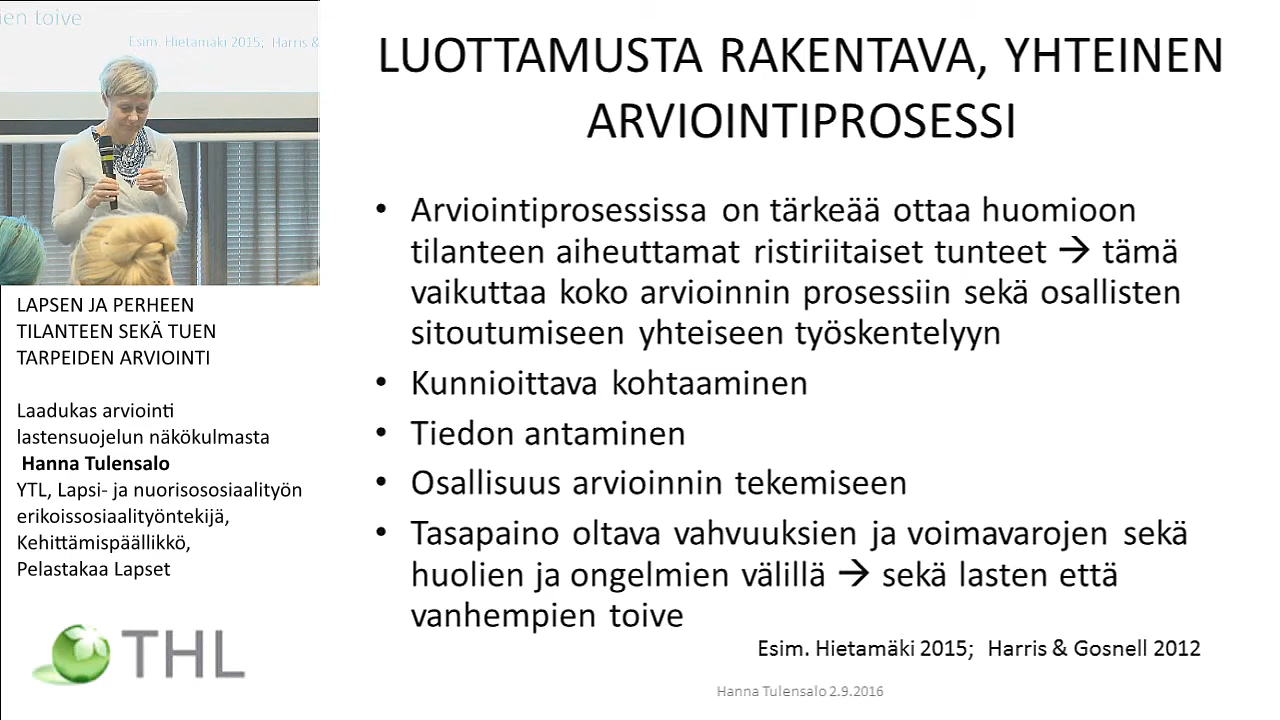 ien toive
Esim. Hietamäki 2015; Harris &
LAPSEN JA PERHEEN
TILANTEEN SEKÄ TUEN
TARPEIDEN ARVIOINTI
Laadukas arviointi
lastensuojelun näkökulmasta
Hanna Tulensalo
YTL, Lapsi- ja nuorisososiaalityön
erikoissosiaalityöntekijä,
Kehittämispäällikkö,
Pelastakaa Lapset
THL
LUOTTAMUSTA RAKENTAVA, YHTEINEN
ARVIOINTIPROSESSI
• Arviointiprosessissa on tärkeää ottaa huomioon
tilanteen aiheuttamat ristiriitaiset tunteet → tämä
vaikuttaa koko arvioinnin prosessiin sekä osallisten
sitoutumiseen yhteiseen työskentelyyn
• Kunnioittava kohtaaminen
• Tiedon antaminen
• Osallisuus arvioinnin tekemiseen
• Tasapaino oltava vahvuuksien ja voimavarojen sekä
huolien ja ongelmien välillä → sekä lasten että
vanhempien toive
Esim. Hietamäki 2015; Harris & Gosnell 2012
Hanna Tulensalo 2.9.2016